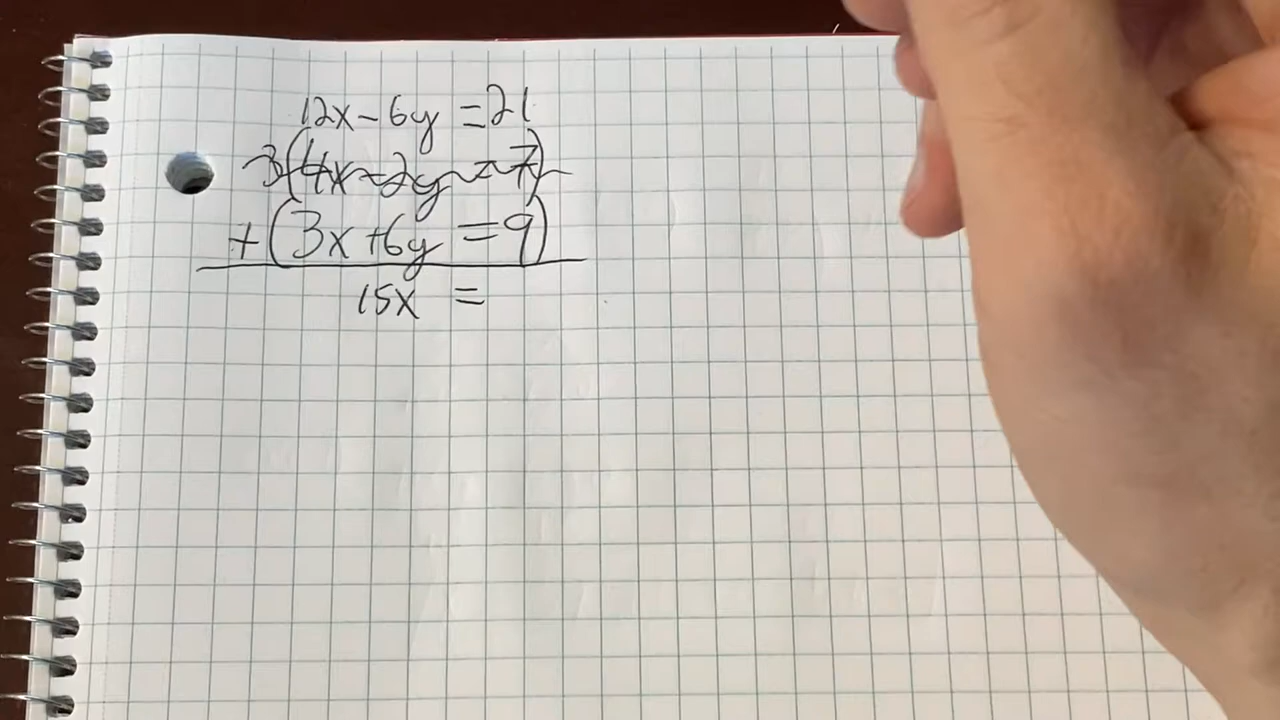 12x - 6y = 21
3(4x - 2y = 7)
+(3x + 6y = 9)
15x =